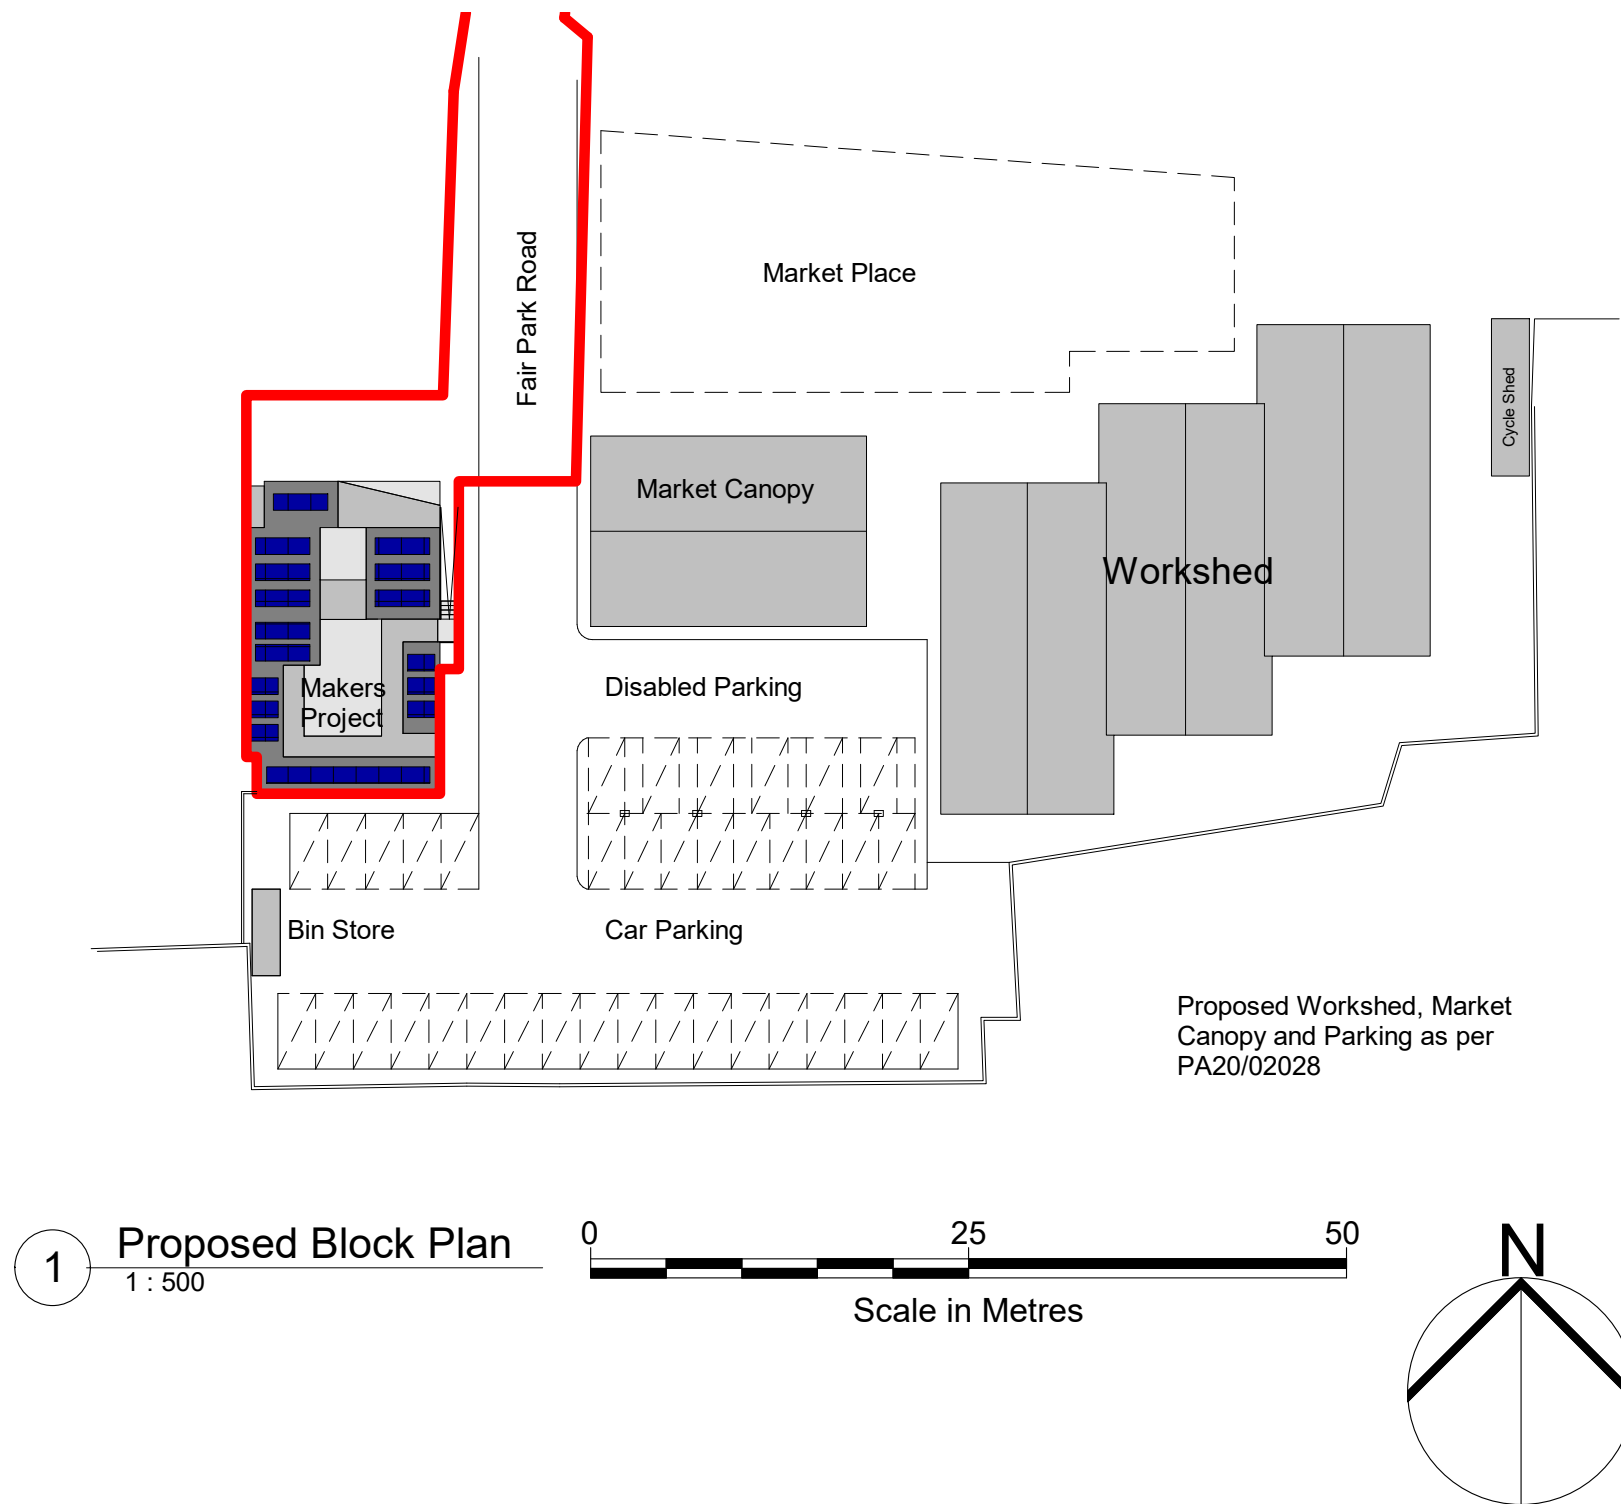 Fair Park Road
Market Place
Cycle Shed
Market Canopy
Workshed
Makers
Project
Disabled Parking
Bin Store
Car Parking
Proposed Workshed, Market
Canopy and Parking as per
PA20/02028
1
Proposed Block Plan
1 : 500
0
25
50
Scale in Metres
N